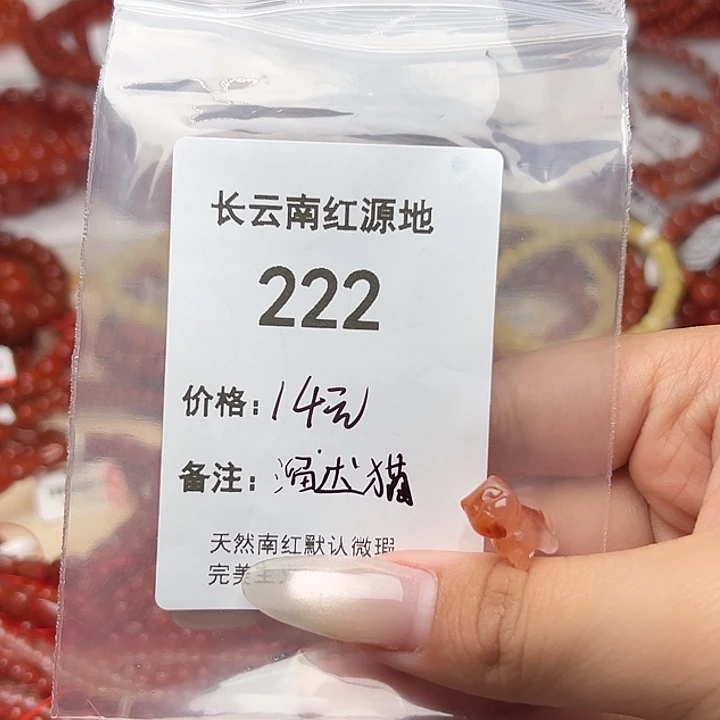 长云南红源地
222
价格：14元
备注：满达猫
天然南红默认微瑕
完美主